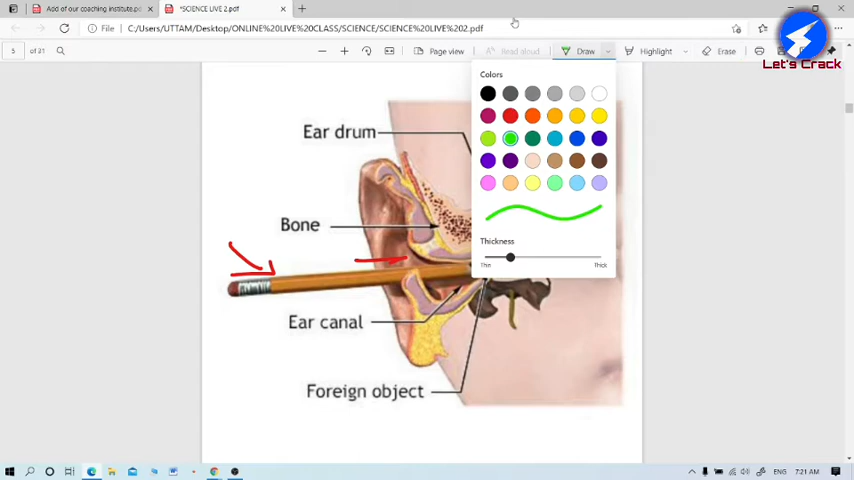 Add of our coaching institute.pdf
*SCIENCE LIVE 2.pdf
File
C:/Users/UTTAM/Desktop/ONLINE%20LIVE%20CLASS/SCIENCE/SCIENCE%20LIVE%202.pdf
Let's Crack
5 of 21
Page view
Read aloud
Draw
Highlight
Erase
Colors
Ear drum
Bone
Thickness
Thin
Thick
Ear canal
Foreign object
ENG
7:21 AM